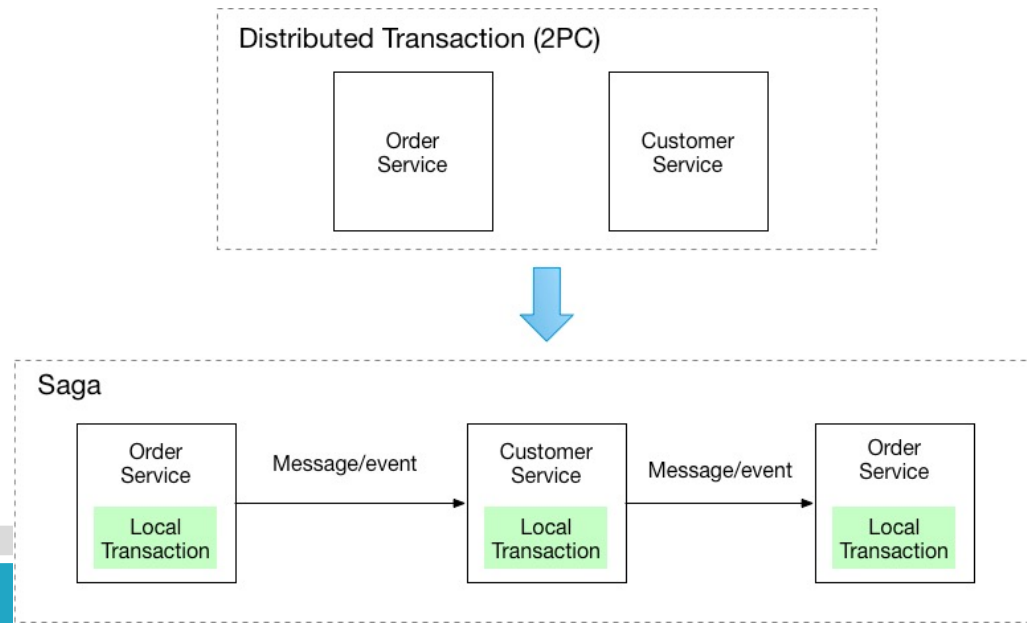 Distributed Transaction (2PC)
Order
Service
Customer
Service
Saga
Order
Service
Local
Transaction
Message/event
Customer
Service
Local
Transaction
Message/event
Order
Service
Local
Transaction